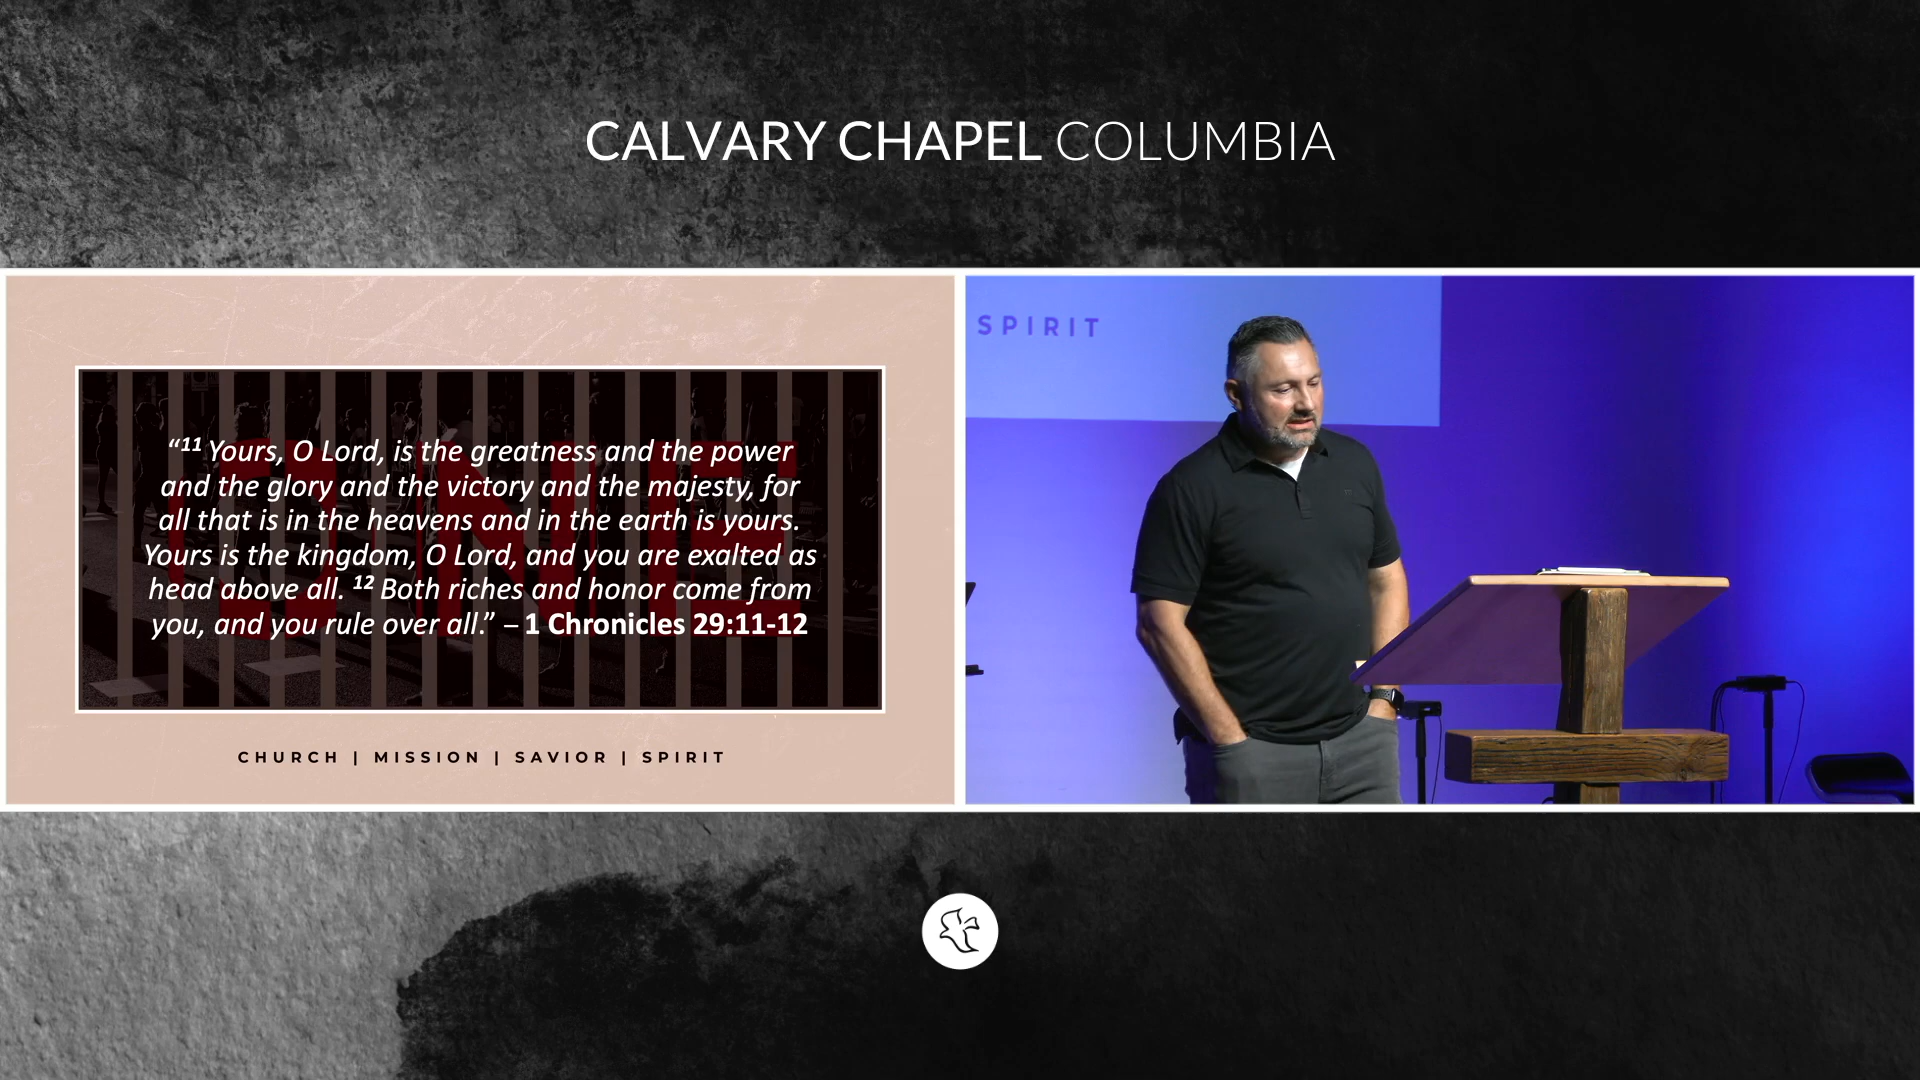 CALVARY CHAPEL COLUMBIA
“11 Yours, O Lord, is the greatness and the power
and the glory and the victory and the majesty, for
all that is in the heavens and in the earth is yours.
Yours is the kingdom, O Lord, and you are exalted as
head above all. 12 Both riches and honor come from
you, and you rule over all.” – 1 Chronicles 29:11-12
ONE
CHURCH | MISSION | SAVIOR | SPIRIT
SPIRIT